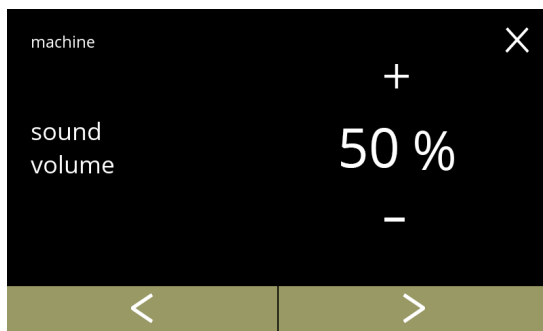 machine
+
sound
volume
50 %
–
< >